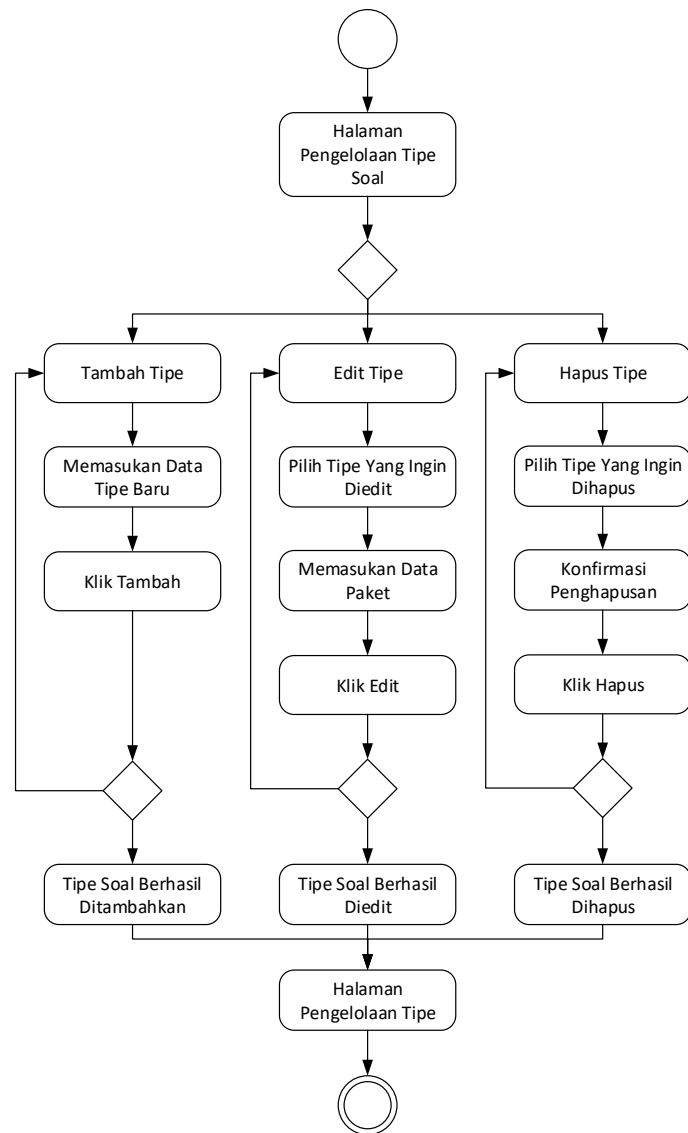 Halaman
Pengelolaan Tipe
Soal
Tambah Tipe
Memasukan Data
Tipe Baru
Klik Tambah
Tipe Soal Berhasil
Ditambahkan
Edit Tipe
Pilih Tipe Yang Ingin
Diedit
Memasukan Data
Paket
Klik Edit
Tipe Soal Berhasil
Diedit
Hapus Tipe
Pilih Tipe Yang Ingin
Dihapus
Konfirmasi
Penghapusan
Klik Hapus
Tipe Soal Berhasil
Dihapus
Halaman
Pengelolaan Tipe